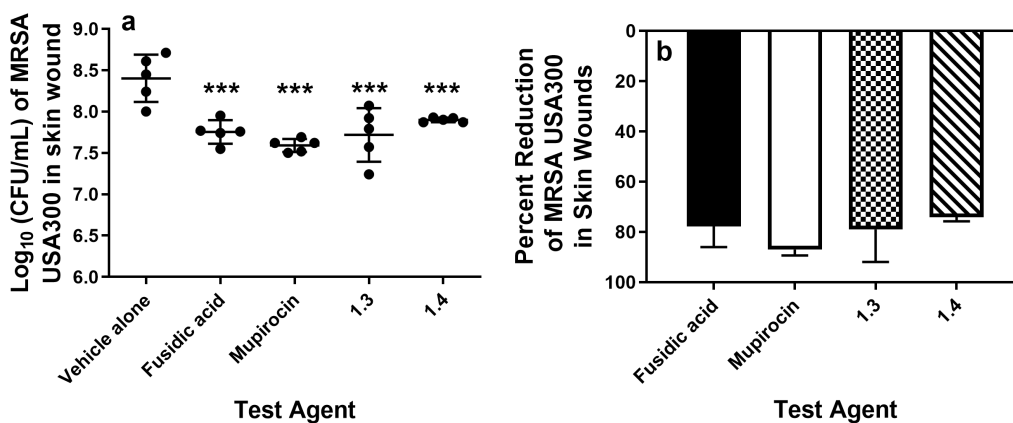 a
Log₁₀ (CFU/mL) of MRSA
USA300 in skin wound
9.0
8.5
8.0
7.5
7.0
6.5
6.0
***
***
***
***
Vehicle alone
Fusidic acid
Mupirocin
1.3
1.4
Test Agent
b
Percent Reduction
of MRSA USA300
in Skin Wounds
0
20
40
60
80
100
Fusidic acid
Mupirocin
1.3
1.4
Test Agent